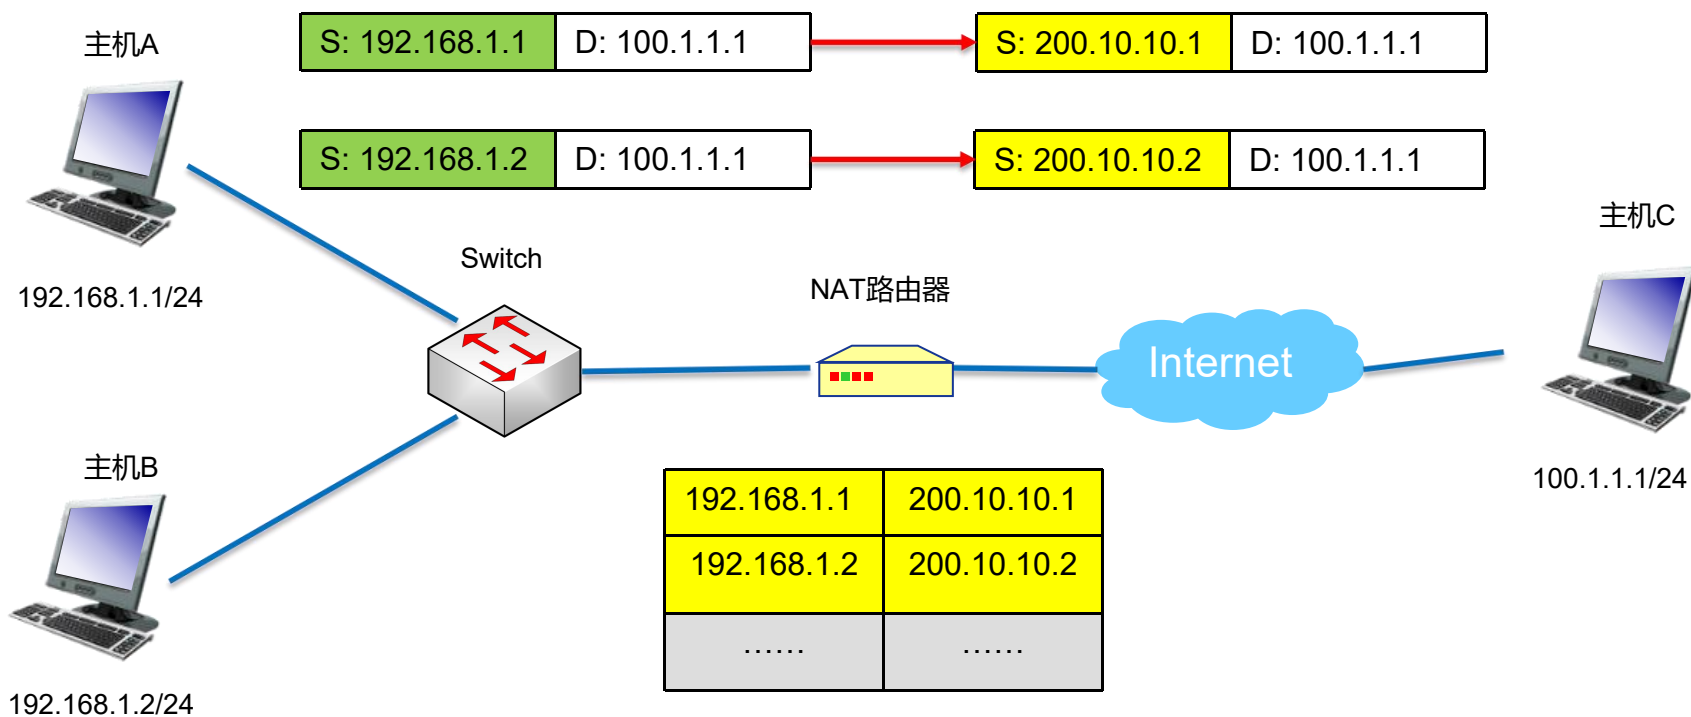 主机A
S: 192.168.1.1 D: 100.1.1.1 S: 200.10.10.1 D: 100.1.1.1
S: 192.168.1.2 D: 100.1.1.1 S: 200.10.10.2 D: 100.1.1.1
主机C
Switch
192.168.1.1/24
NAT路由器
Internet
主机B
100.1.1.1/24
192.168.1.1 200.10.10.1
192.168.1.2 200.10.10.2
…… ……
192.168.1.2/24